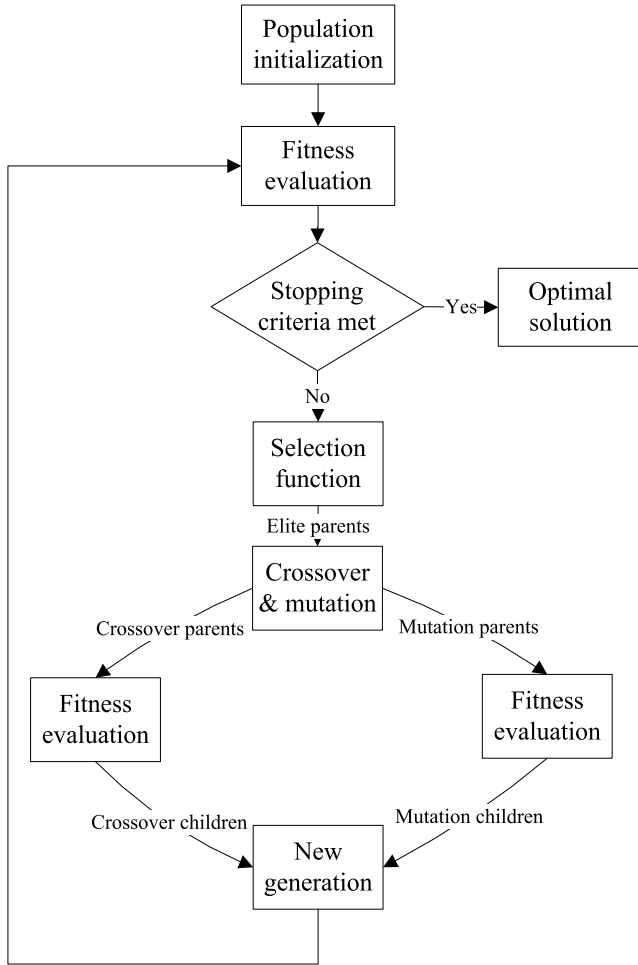 Population
initialization
Fitness
evaluation
Stopping
criteria met
Yes
Optimal
solution
No
Selection
function
Elite parents
Crossover
& mutation
Crossover parents
Mutation parents
Fitness
evaluation
Fitness
evaluation
Crossover children
Mutation children
New
generation